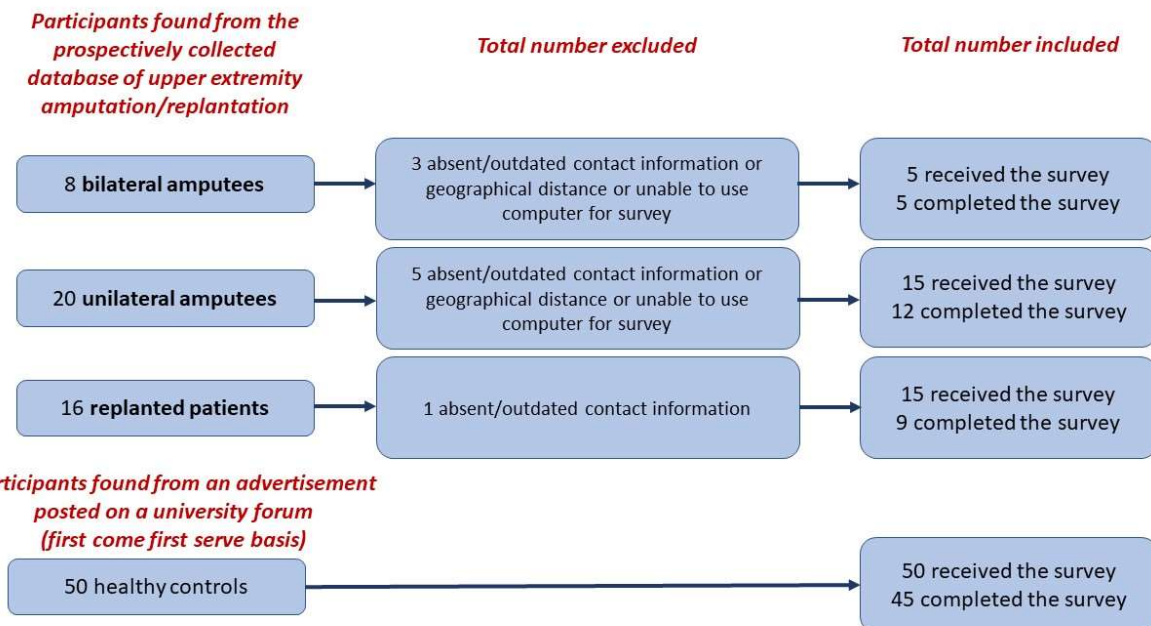 Participants found from the
prospectively collected
database of upper extremity
amputation/replantation
Total number excluded
Total number included
8 bilateral amputees
3 absent/outdated contact information or
geographical distance or unable to use
computer for survey
5 received the survey
5 completed the survey
20 unilateral amputees
5 absent/outdated contact information or
geographical distance or unable to use
computer for survey
15 received the survey
12 completed the survey
16 replanted patients
1 absent/outdated contact information
15 received the survey
9 completed the survey
rticipants found from an advertisement
posted on a university forum
(first come first serve basis)
50 healthy controls
50 received the survey
45 completed the survey